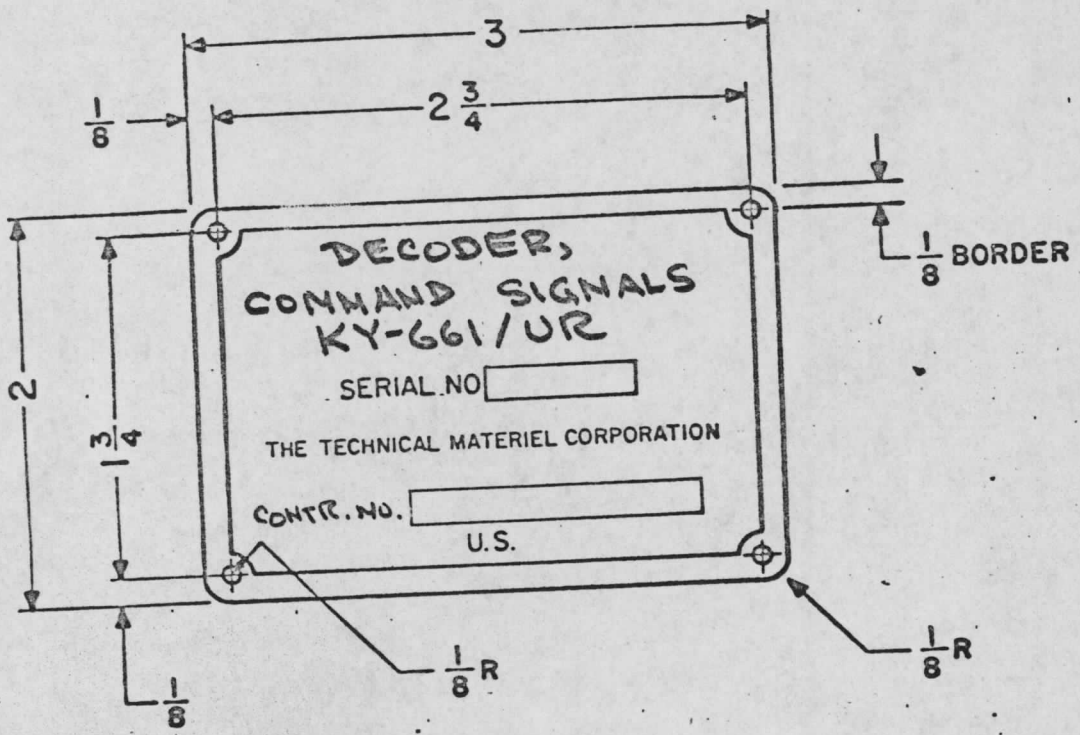 3
2 3/4
1/8
1/8 BORDER
2
1 3/4
DECODER,
COMMAND SIGNALS
KY-661/UR
SERIAL NO
THE TECHNICAL MATERIEL CORPORATION
CONTR. NO.
U.S.
1/8 R
1/8 R
1/8